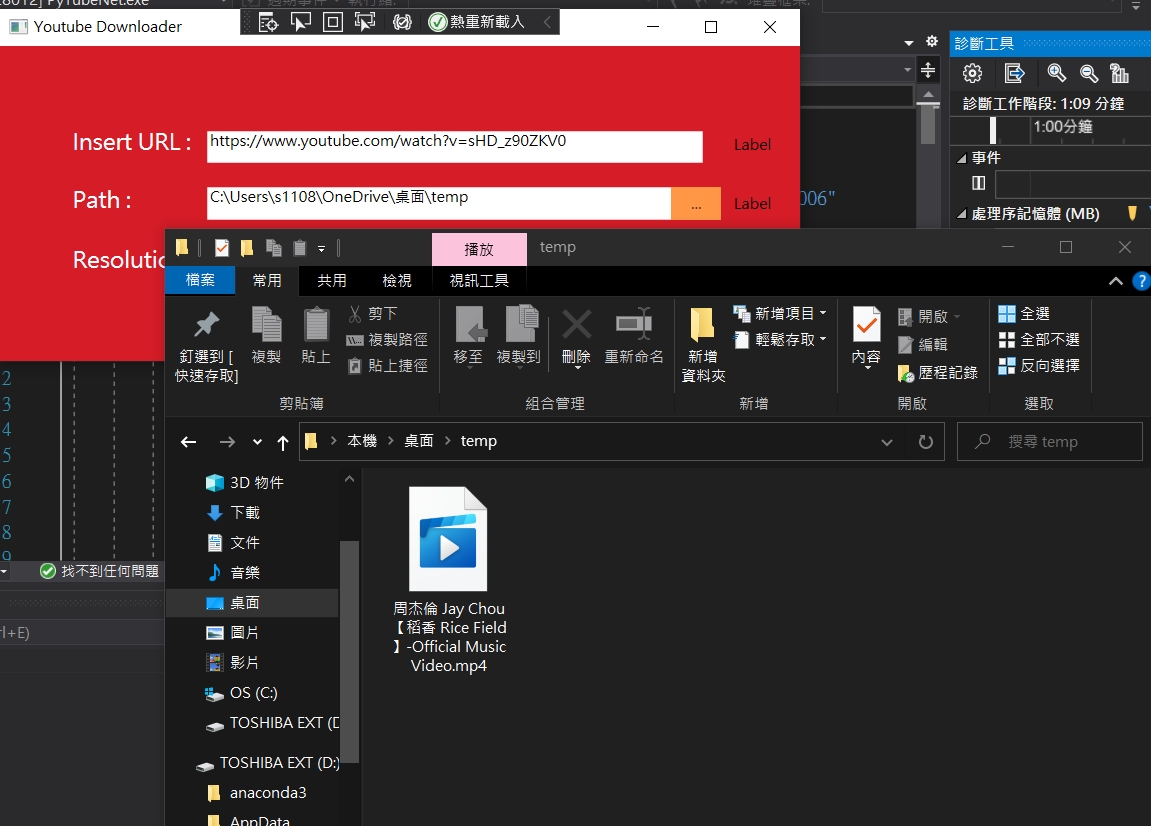 PyTubeNet.exe
Youtube Downloader
熱重新載入
診斷工具
診斷工作階段: 1:09 分鐘
1:00分鐘
事件
處理序記憶體 (MB)
Insert URL :
https://www.youtube.com/watch?v=sHD_z90ZKV0
Label
Path :
C:\Users\s1108\OneDrive\桌面\temp
...
Label
006"
播放
temp
檔案
常用
共用
檢視
視訊工具
?
釘選到 [
快速存取]
複製
貼上
剪下
複製路徑
貼上捷徑
剪貼簿
移至
複製到
刪除
重新命名
組合管理
新增
資料夾
新增項目
輕鬆存取
新增
內容
開啟
編輯
歷程記錄
開啟
全選
全部不選
反向選擇
選取
本機
桌面
temp
搜尋 temp
3D 物件
下載
文件
音樂
桌面
圖片
影片
OS (C:)
TOSHIBA EXT (D
TOSHIBA EXT (D:)
anaconda3
AppData
周杰倫 Jay Chou
【稻香 Rice Field
】-Official Music
Video.mp4
2
3
4
5
6
7
8
9
找不到任何問題
l+E)